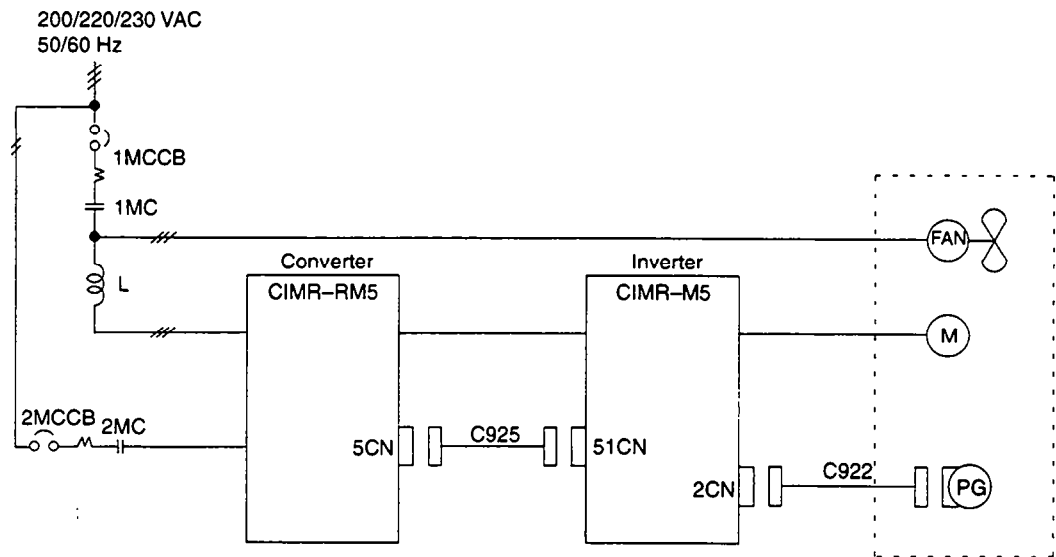 200/220/230 VAC
50/60 Hz
1MCCB
1MC
FAN
Converter
Inverter
L
CIMR–RM5
CIMR–M5
M
2MCCB
2MC
5CN
C925
51CN
2CN
C922
PG